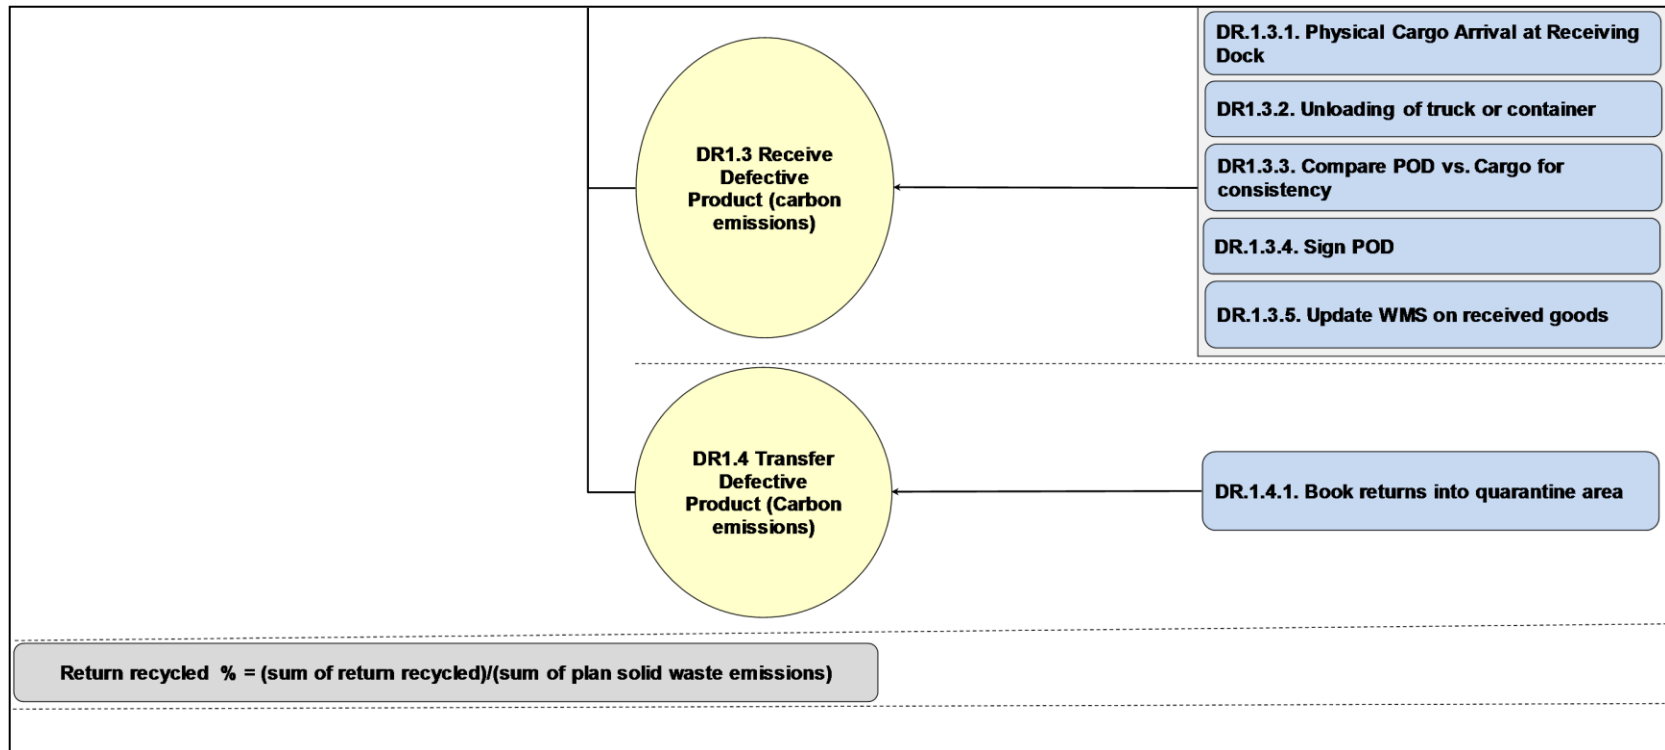 DR.1.3.1. Physical Cargo Arrival at Receiving
Dock
DR1.3.2. Unloading of truck or container
DR1.3 Receive
Defective
Product (carbon
emissions)
DR1.3.3. Compare POD vs. Cargo for
consistency
DR.1.3.4. Sign POD
DR.1.3.5. Update WMS on received goods
DR1.4 Transfer
Defective
Product (Carbon
emissions)
DR.1.4.1. Book returns into quarantine area
Return recycled % = (sum of return recycled)/(sum of plan solid waste emissions)